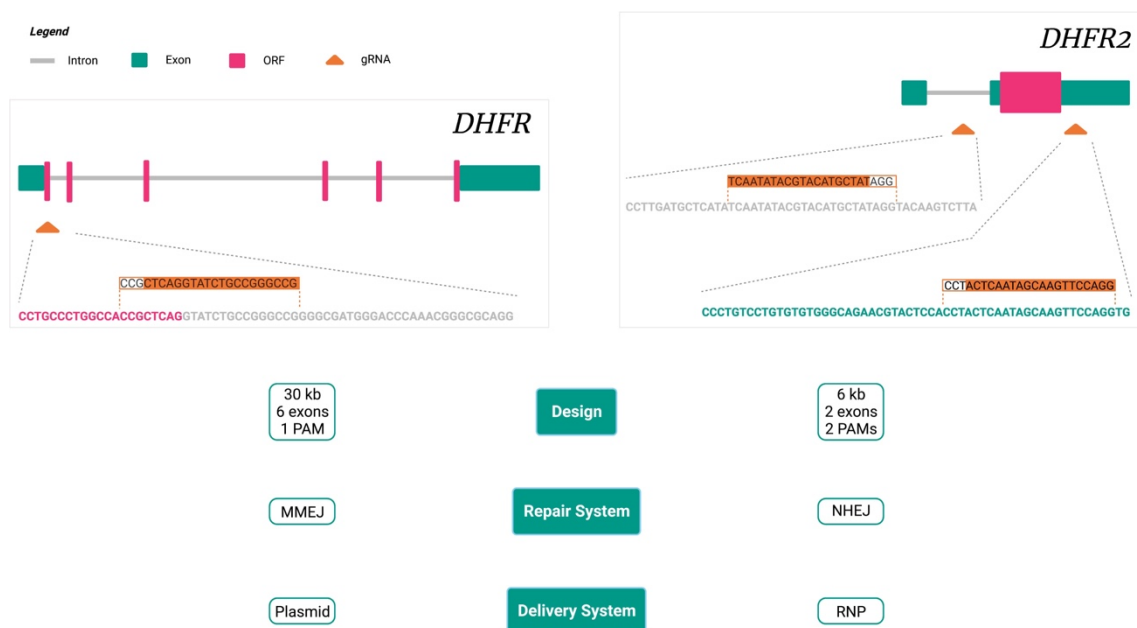 Legend
Intron Exon ORF gRNA
DHFR
CCGCTCAGGTATCTGCCGGGCCG
CCTGCCCTGGCCACCGCTCAGGTATCTGCCGGGCCGGGGCGATGGGACCCAAACGGGCGCAGG
DHFR2
TCAATATACGTACATGCTATAGG
CCTTGATGCTCATATCAATATACGTACATGCTATAGGTACAAGTCTTA
CCTACTCAATAGCAAGTTCCAGG
CCCTGTCCTGTGTGTGGGCAGAACGTACTCCACCTACTCAATAGCAAGTTCCAGGTG
30 kb
6 exons
1 PAM
Design
6 kb
2 exons
2 PAMs
MMEJ
Repair System
NHEJ
Plasmid
Delivery System
RNP